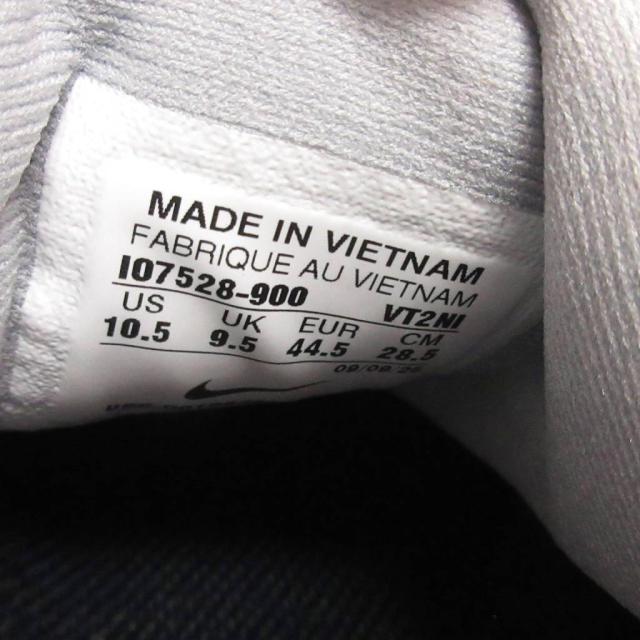 MADE IN VIETNAM
FABRIQUE AU VIETNAM
IO7528-900 VT2NI
US UK EUR CM
10.5 9.5 44.5 28.5